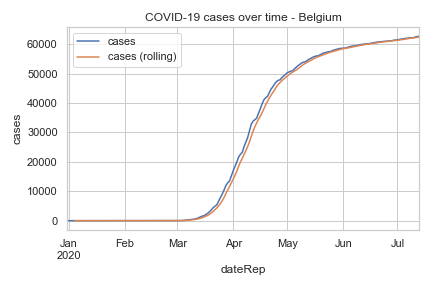 COVID-19 cases over time - Belgium
cases
cases (rolling)
60000
50000
40000
30000
20000
10000
0
cases
Jan Feb Mar Apr May Jun Jul
2020
dateRep